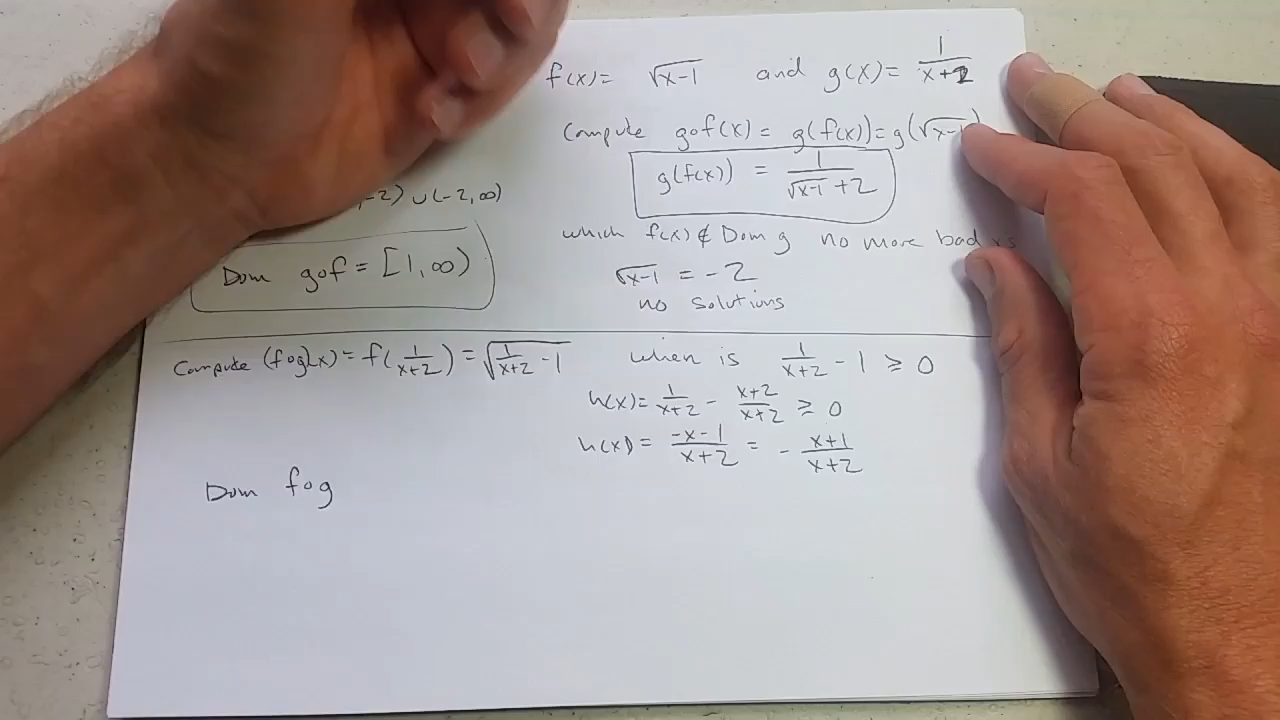 f(x) = √x-1 and g(x) = 1/(x+2)
Compute g∘f(x) = g(f(x)) = g(√x-1)
g(f(x)) = 1/(√x-1 + 2)
-2) ∪ (-2, ∞)
which f(x) ∉ Dom g no more bad xs
Dom g∘f = [1, ∞)
√x-1 = -2
no solutions
Compute (f∘g)(x) = f(1/(x+2)) = √(1/(x+2) - 1)
when is 1/(x+2) - 1 ≥ 0
h(x) = 1/(x+2) - (x+2)/(x+2) ≥ 0
h(x) = (-x-1)/(x+2) = - (x+1)/(x+2)
Dom f∘g